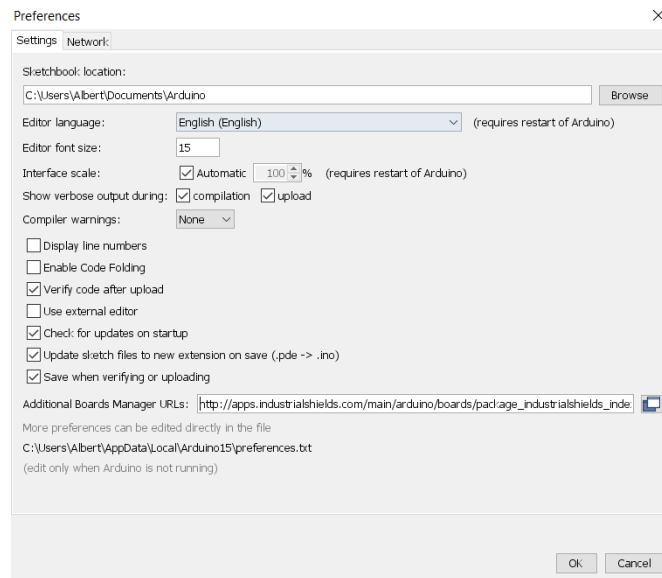 Preferences
Settings Network
Sketchbook location:
C:\Users\Albert\Documents\Arduino Browse
Editor language: English (English) (requires restart of Arduino)
Editor font size: 15
Interface scale: Automatic 100 % (requires restart of Arduino)
Show verbose output during: compilation upload
Compiler warnings: None
Display line numbers
Enable Code Folding
Verify code after upload
Use external editor
Check for updates on startup
Update sketch files to new extension on save (.pde -> .ino)
Save when verifying or uploading
Additional Boards Manager URLs: http://apps.industrialshields.com/main/arduino/boards/package_industrialshields_inde
More preferences can be edited directly in the file
C:\Users\Albert\AppData\Local\Arduino15\preferences.txt
(edit only when Arduino is not running)
OK Cancel